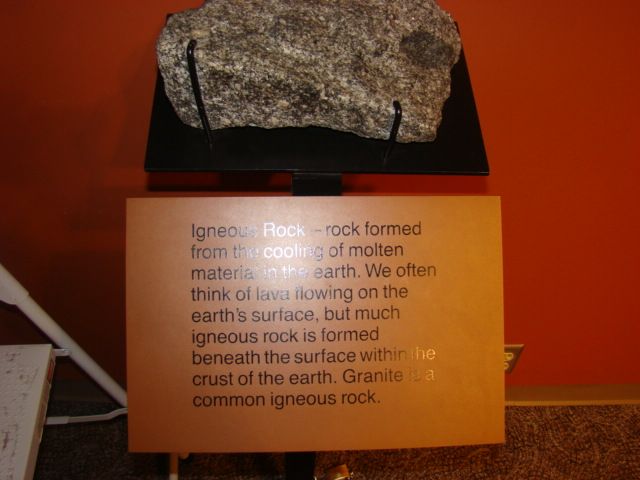 Igneous Rock – rock formed
from the cooling of molten
material in the earth. We often
think of lava flowing on the
earth's surface, but much
igneous rock is formed
beneath the surface within the
crust of the earth. Granite is a
common igneous rock.